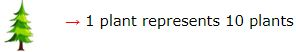 → 1 plant represents 10 plants